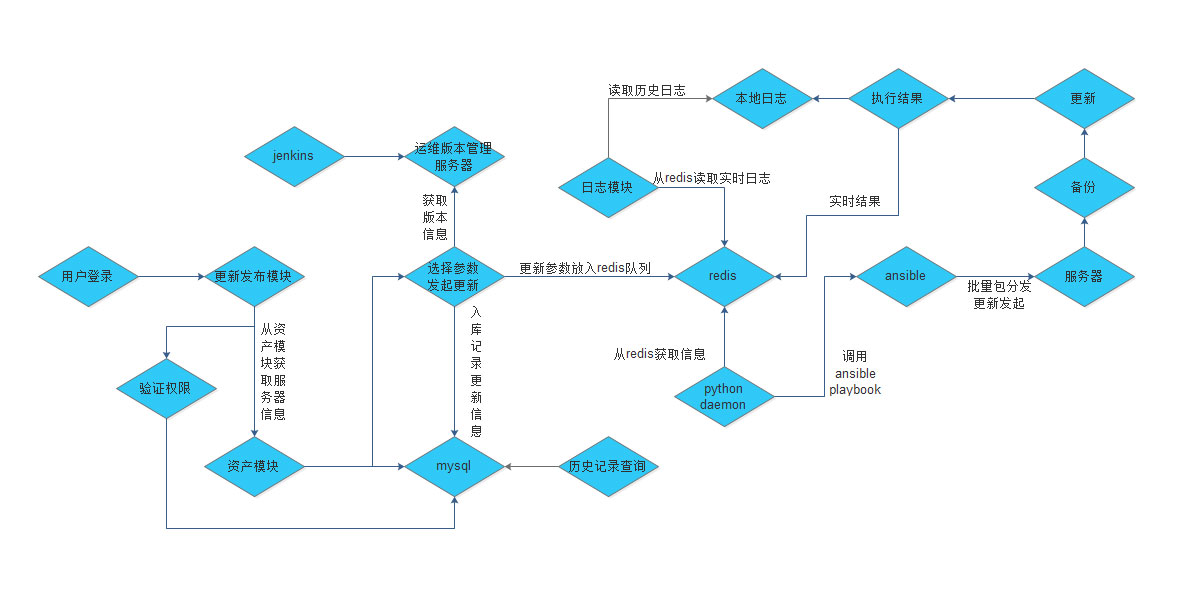 读取历史日志
本地日志
执行结果
更新
jenkins
运维版本管理
服务器
日志模块
从redis读取实时日志
备份
获取
版本
信息
实时结果
用户登录
更新发布模块
选择参数
发起更新
更新参数放入redis队列
redis
ansible
批量包分发
更新发起
服务器
从资
产模
块获
取服
务器
信息
入
库
记
录
更
新
信
息
从redis获取信息
调用
ansible
playbook
验证权限
python
daemon
资产模块
mysql
历史记录查询